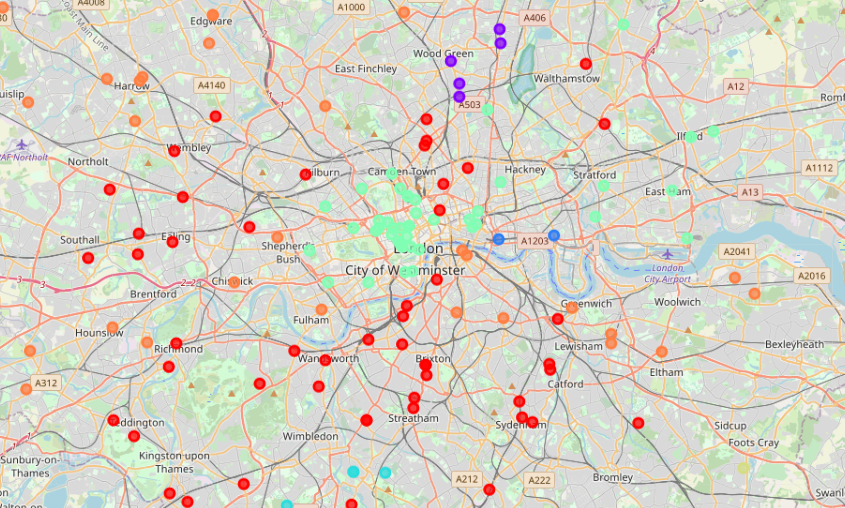 A4008
A1000
A406
Edgware
Wood Green
East Finchley
Walthamstow
Harrow
A4140
A12
uislip
A503
Romf
Ilford
Wembley
Northolt
Kilburn
Camden Town
Hackney
Stratford
A1112
East Ham
A13
Southall
Ealing
Shepherd's
Bush
London
A1203
A2041
City of Westminster
London
City Airport
A2016
Chiswick
Brentford
Greenwich
Woolwich
Fulham
Hounslow
Richmond
Lewisham
Bexleyheath
Wandsworth
Brixton
A312
Eltham
Catford
Teddington
Streatham
Sydenham
Sidcup
Wimbledon
Foots Cray
Sunbury-on-
Thames
Kingston upon
Thames
A212
A222
Bromley
Swanl